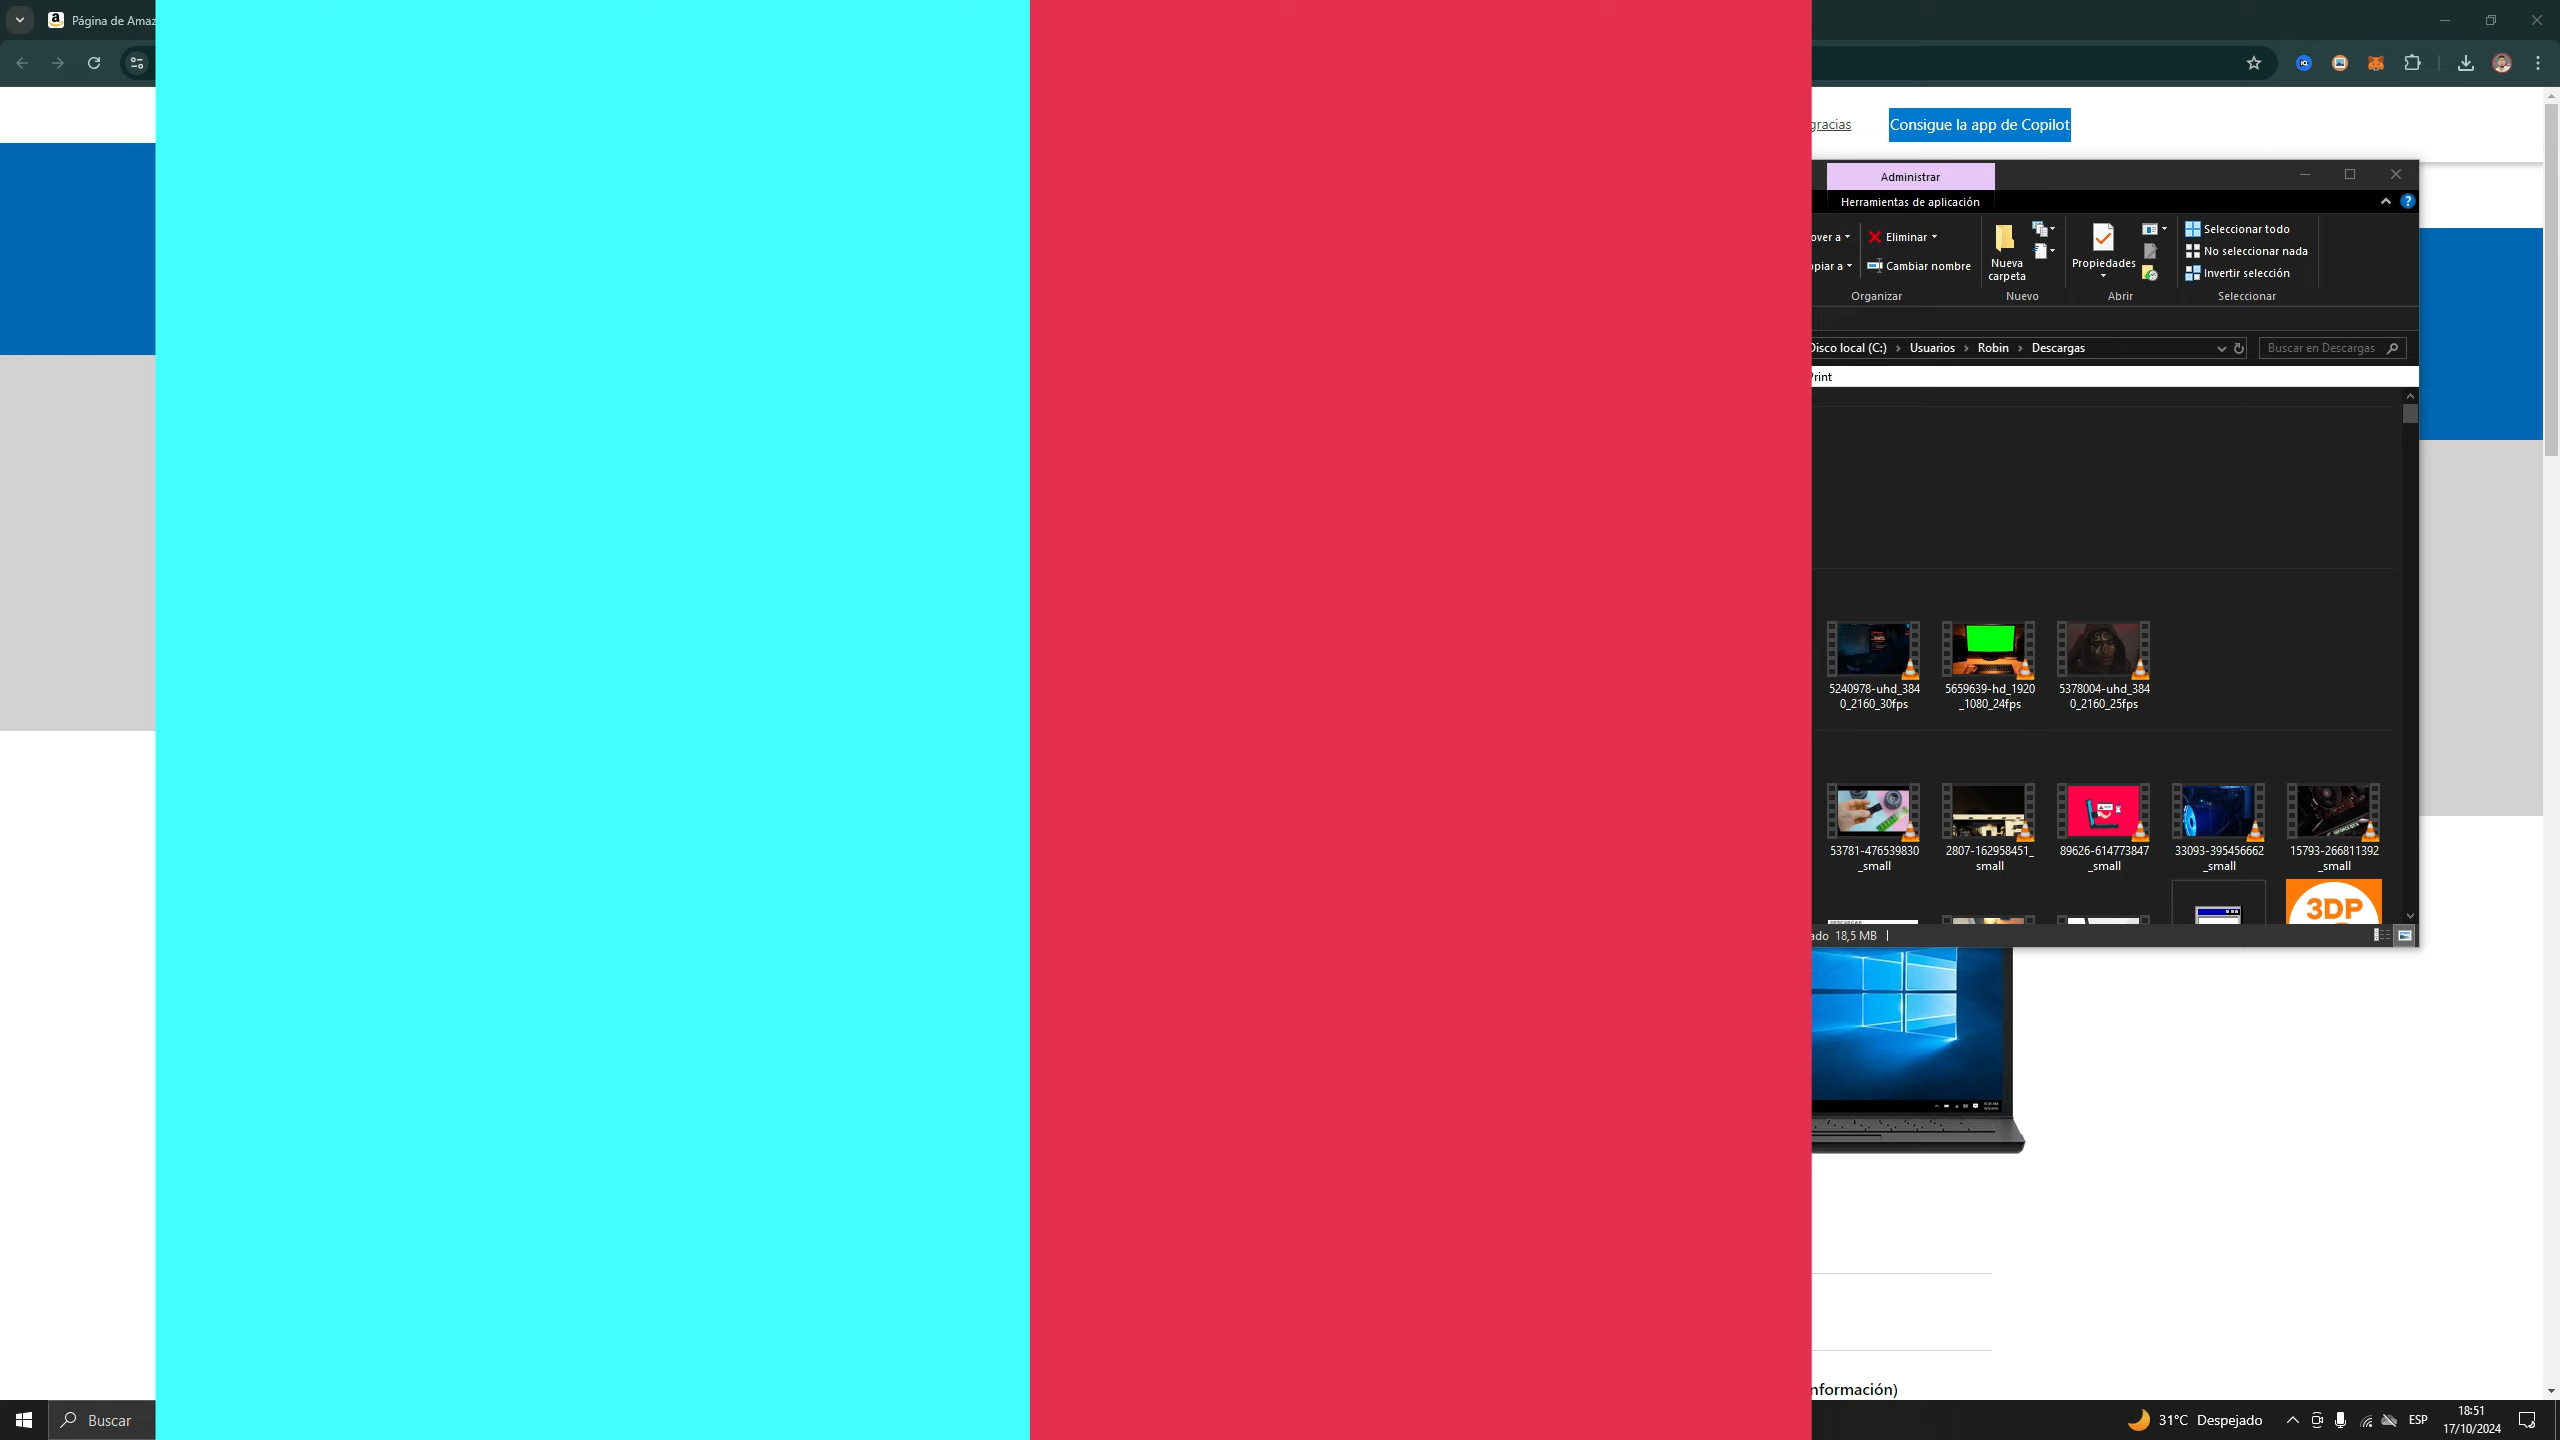 Página de Amaz
gracias
Consigue la app de Copilot
Administrar
Herramientas de aplicación
over a
Eliminar
opiar a
Cambiar nombre
Nueva
carpeta
Propiedades
Seleccionar todo
No seleccionar nada
Invertir selección
Organizar
Nuevo
Abrir
Seleccionar
Disco local (C:) › Usuarios › Robin › Descargas
Buscar en Descargas
Print
5240978-uhd_384
0_2160_30fps
5659639-hd_1920
_1080_24fps
5378004-uhd_384
0_2160_25fps
53781-476539830
_small
2807-162958451_
small
89626-614773847
_small
33093-395456662
_small
15793-266811392
_small
3DP
ado 18,5 MB
nformación)
Buscar
31°C Despejado
ESP
18:51
17/10/2024